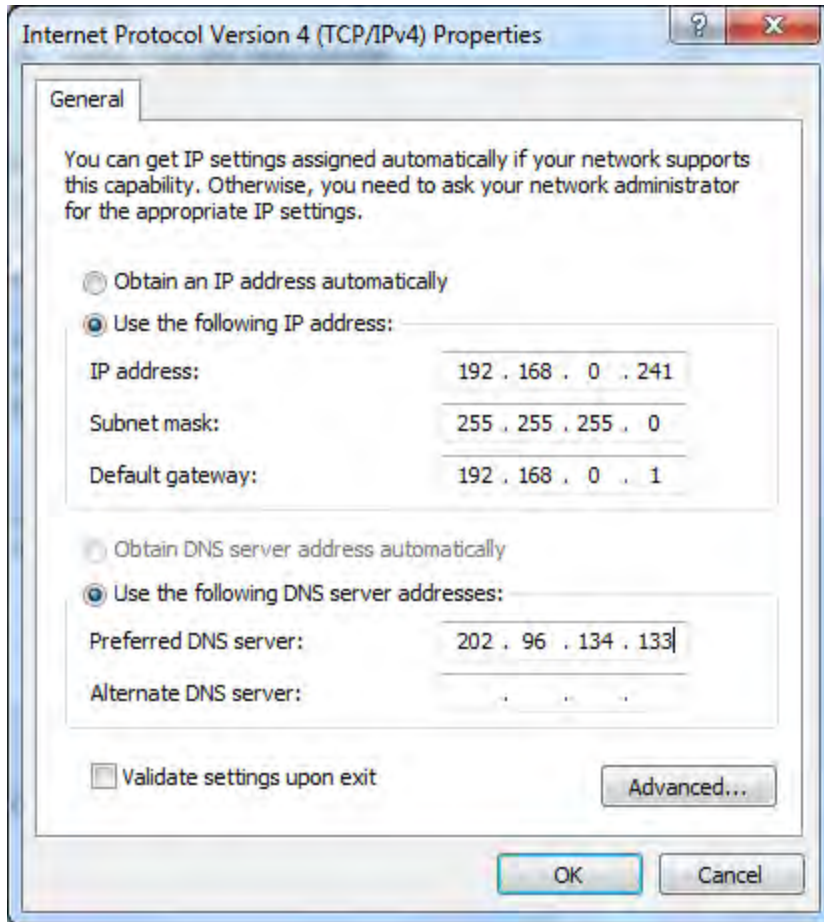 Internet Protocol Version 4 (TCP/IPv4) Properties
General
You can get IP settings assigned automatically if your network supports
this capability. Otherwise, you need to ask your network administrator
for the appropriate IP settings.
Obtain an IP address automatically
Use the following IP address:
IP address: 192 . 168 . 0 . 241
Subnet mask: 255 . 255 . 255 . 0
Default gateway: 192 . 168 . 0 . 1
Obtain DNS server address automatically
Use the following DNS server addresses:
Preferred DNS server: 202 . 96 . 134 . 133
Alternate DNS server: . . .
Validate settings upon exit
Advanced...
OK Cancel